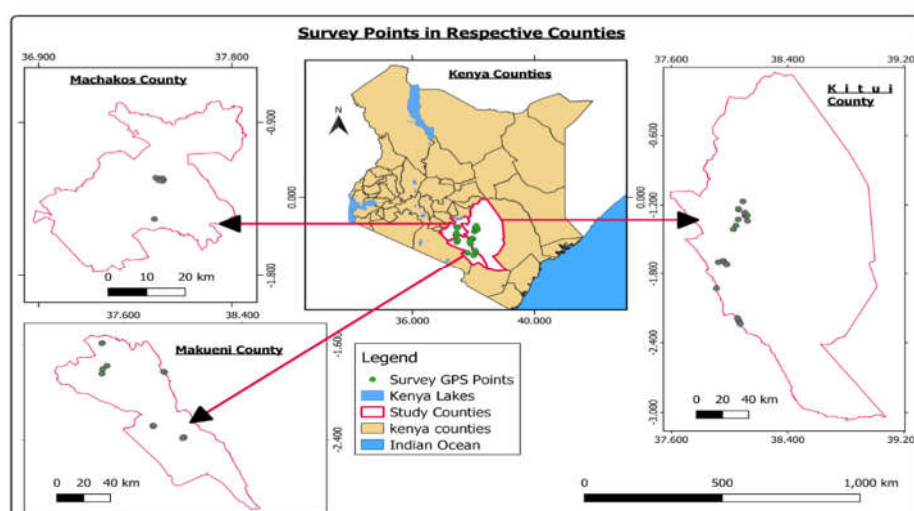 Survey Points in Respective Counties
36.900
37.800
Machakos County
-0.900
-1.800
0 10 20 km
Kenya Counties
N
0.000
36.000
40.000
37.600
38.400
39.200
K i t u i
County
0.000
-0.600
-1.200
-1.800
-2.400
-3.000
0 20 40 km
37.600
38.400
39.200
37.600
38.400
Makueni County
-1.600
-2.400
0 20 40 km
Legend
Survey GPS Points
Kenya Lakes
Study Counties
kenya counties
Indian Ocean
0
500
1,000 km